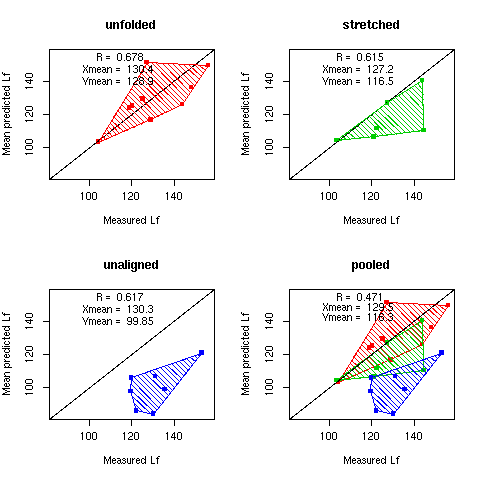 unfolded
R = 0.678
Xmean = 130.4
Ymean = 126.9
Mean predicted Lf
140
120
100
100 120 140
Measured Lf
stretched
R = 0.615
Xmean = 127.2
Ymean = 116.5
Mean predicted Lf
140
120
100
100 120 140
Measured Lf
unaligned
R = 0.617
Xmean = 130.3
Ymean = 99.85
Mean predicted Lf
140
120
100
100 120 140
Measured Lf
pooled
R = 0.471
Xmean = 129.5
Ymean = 116.3
Mean predicted Lf
140
120
100
100 120 140
Measured Lf